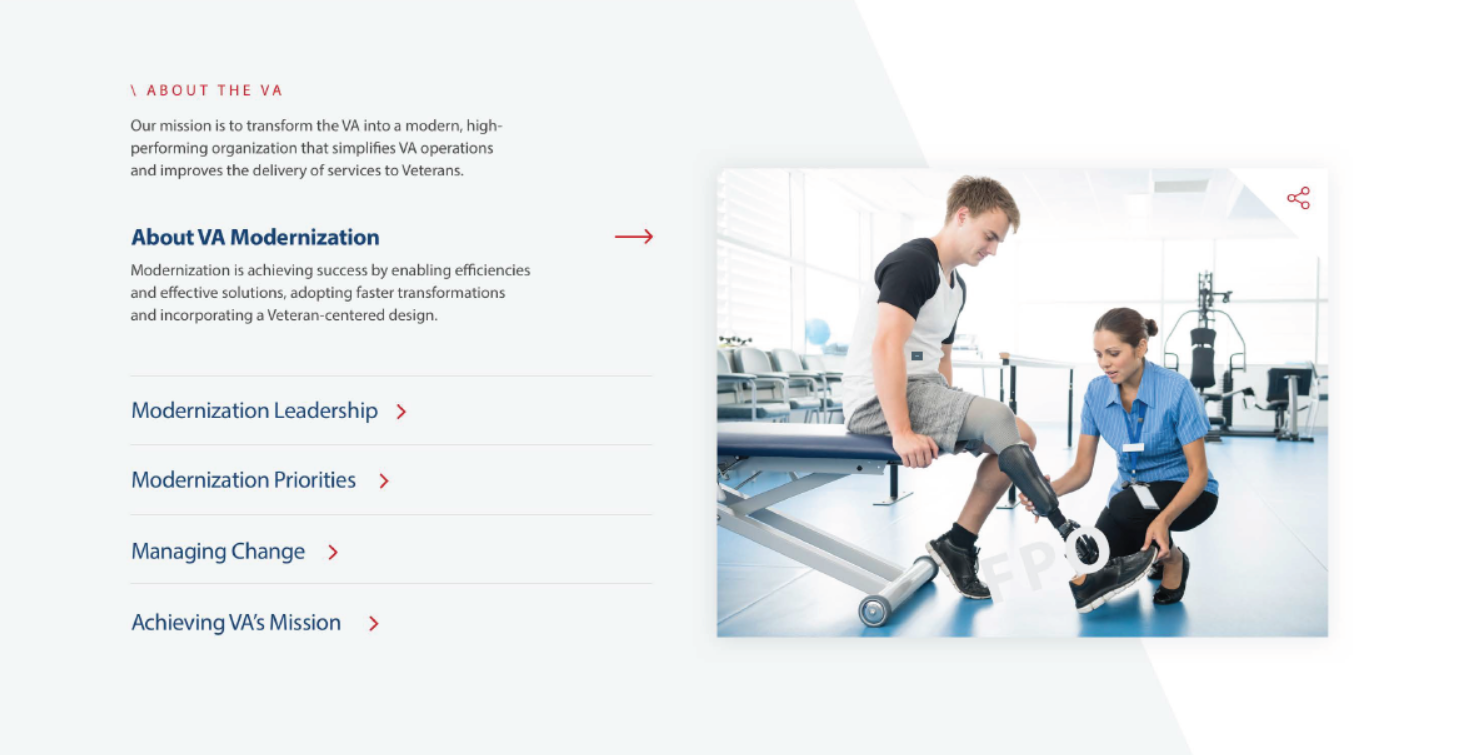 \ ABOUT THE VA
Our mission is to transform the VA into a modern, high-
performing organization that simplifies VA operations
and improves the delivery of services to Veterans.
About VA Modernization
Modernization is achieving success by enabling efficiencies
and effective solutions, adopting faster transformations
and incorporating a Veteran-centered design.
Modernization Leadership
Modernization Priorities
Managing Change
Achieving VA's Mission
FPO